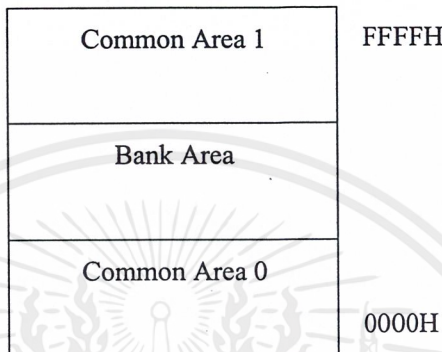 Common Area 1 FFFFH
Bank Area
Common Area 0
0000H